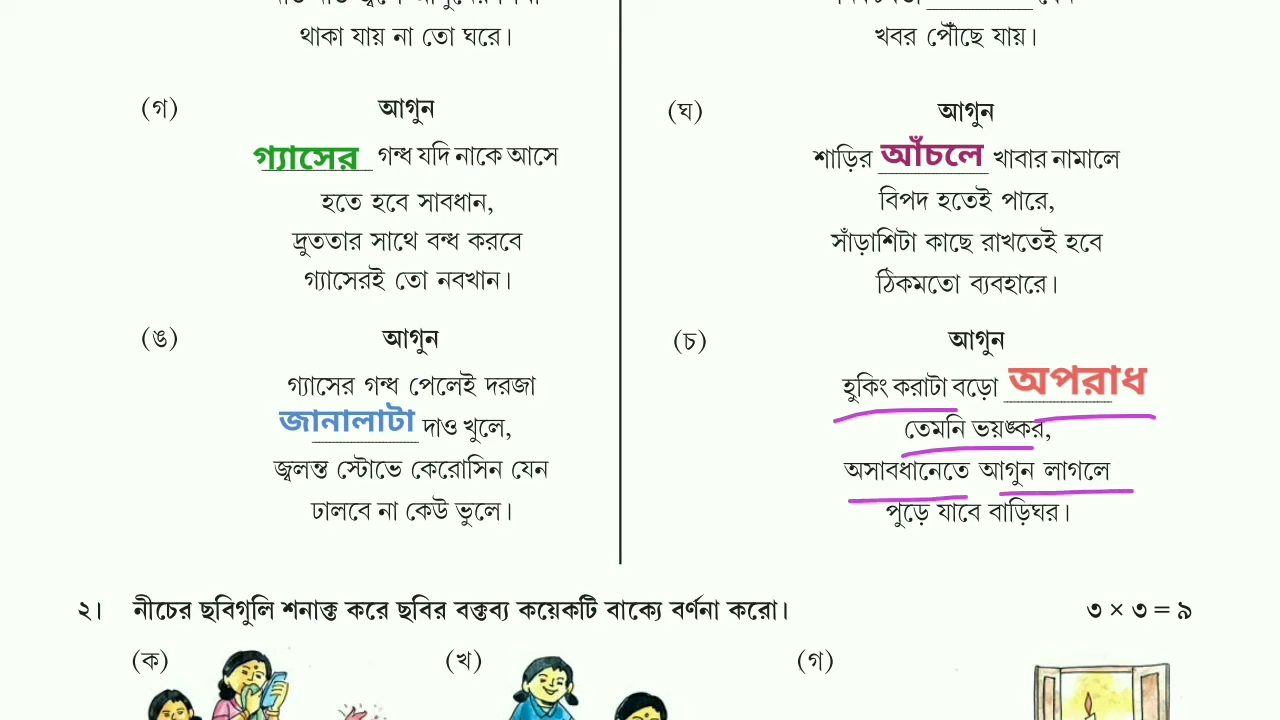 থাকা যায় না তো ঘরে।
খবর পৌঁছে যায়।
(গ) আগুন
গ্যাসের গন্ধ যদি নাকে আসে
হতে হবে সাবধান,
দ্রুততার সাথে বন্ধ করবে
গ্যাসেরই তো নবখান।
(ঘ) আগুন
শাড়ির আঁচলে খাবার নামালে
বিপদ হতেই পারে,
সাঁড়াশিটা কাছে রাখতেই হবে
ঠিকমতো ব্যবহারে।
(ঙ) আগুন
গ্যাসের গন্ধ পেলেই দরজা
জানালাটা দাও খুলে,
জ্বলন্ত স্টোভে কেরোসিন যেন
ঢালবে না কেউ ভুলে।
(চ) আগুন
হুকিং করাটা বড়ো অপরাধ
তেমনি ভয়ঙ্কর,
অসাবধানেতে আগুন লাগলে
পুড়ে যাবে বাড়িঘর।
২। নীচের ছবিগুলি শনাক্ত করে ছবির বক্তব্য কয়েকটি বাক্যে বর্ণনা করো। ৩ × ৩ = ৯
(ক) (খ) (গ)